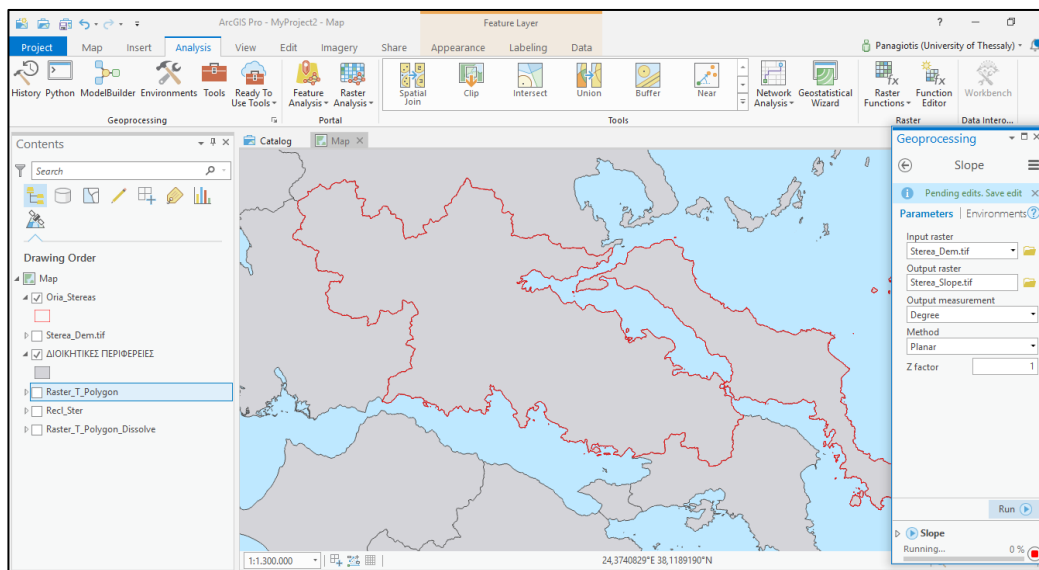 ArcGIS Pro - MyProject2 - Map
Feature Layer
?
Project Map Insert Analysis View Edit Imagery Share Appearance Labeling Data
Panagiotis (University of Thessaly)
History Python ModelBuilder Environments Tools Ready To Use Tools
Feature Analysis Raster Analysis
Spatial Join Clip Intersect Union Buffer Near
Network Analysis Geostatistical Wizard
Raster Functions Function Editor Workbench
Geoprocessing Portal Tools Raster Data Intero...
Contents
Search
Drawing Order
Map
Oria_Stereas
Sterea_Dem.tif
ΔΙΟΙΚΗΤΙΚΕΣ ΠΕΡΙΦΕΡΕΙΕΣ
Raster_T_Polygon
Recl_Ster
Raster_T_Polygon_Dissolve
Catalog Map
1:1.300.000
24,3740829°E 38,1189190°N
Geoprocessing
Slope
Pending edits. Save edit
Parameters | Environments ?
Input raster
Sterea_Dem.tif
Output raster
Sterea_Slope.tif
Output measurement
Degree
Method
Planar
Z factor 1
Run
Slope
Running... 0 %